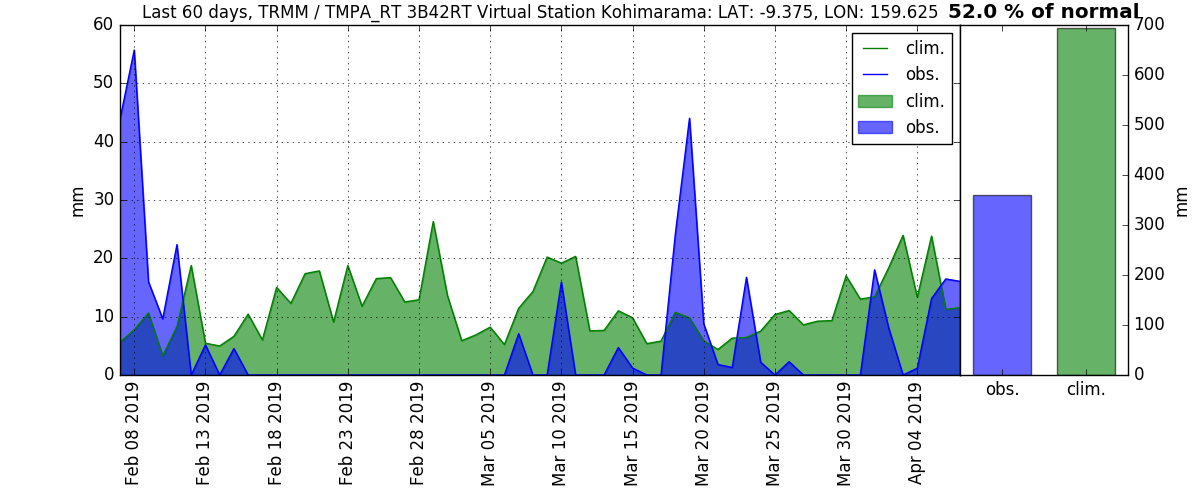 Last 60 days, TRMM / TMPA_RT 3B42RT Virtual Station Kohimarama: LAT: -9.375, LON: 159.625 52.0 % of normal
60
50
40
30
20
10
0
mm
clim.
obs.
clim.
obs.
700
600
500
400
300
200
100
0
mm
obs.
clim.
Feb 08 2019
Feb 13 2019
Feb 18 2019
Feb 23 2019
Feb 28 2019
Mar 05 2019
Mar 10 2019
Mar 15 2019
Mar 20 2019
Mar 25 2019
Mar 30 2019
Apr 04 2019